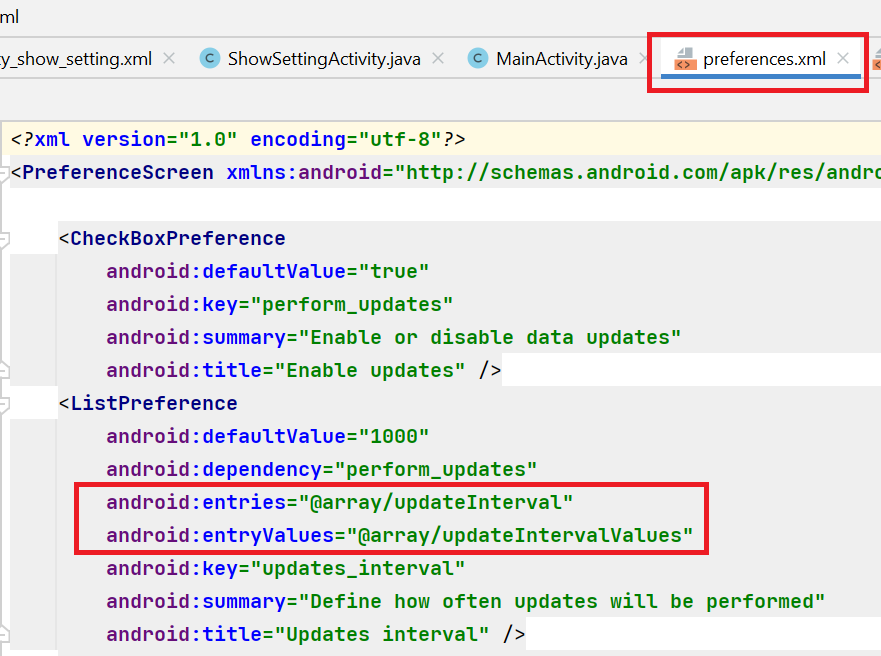 ml
ty_show_setting.xml × C ShowSettingActivity.java × C MainActivity.java × <> preferences.xml × <
<?xml version="1.0" encoding="utf-8"?>
<PreferenceScreen xmlns:android="http://schemas.android.com/apk/res/andro
<CheckBoxPreference
android:defaultValue="true"
android:key="perform_updates"
android:summary="Enable or disable data updates"
android:title="Enable updates" />
<ListPreference
android:defaultValue="1000"
android:dependency="perform_updates"
android:entries="@array/updateInterval"
android:entryValues="@array/updateIntervalValues"
android:key="updates_interval"
android:summary="Define how often updates will be performed"
android:title="Updates interval" />